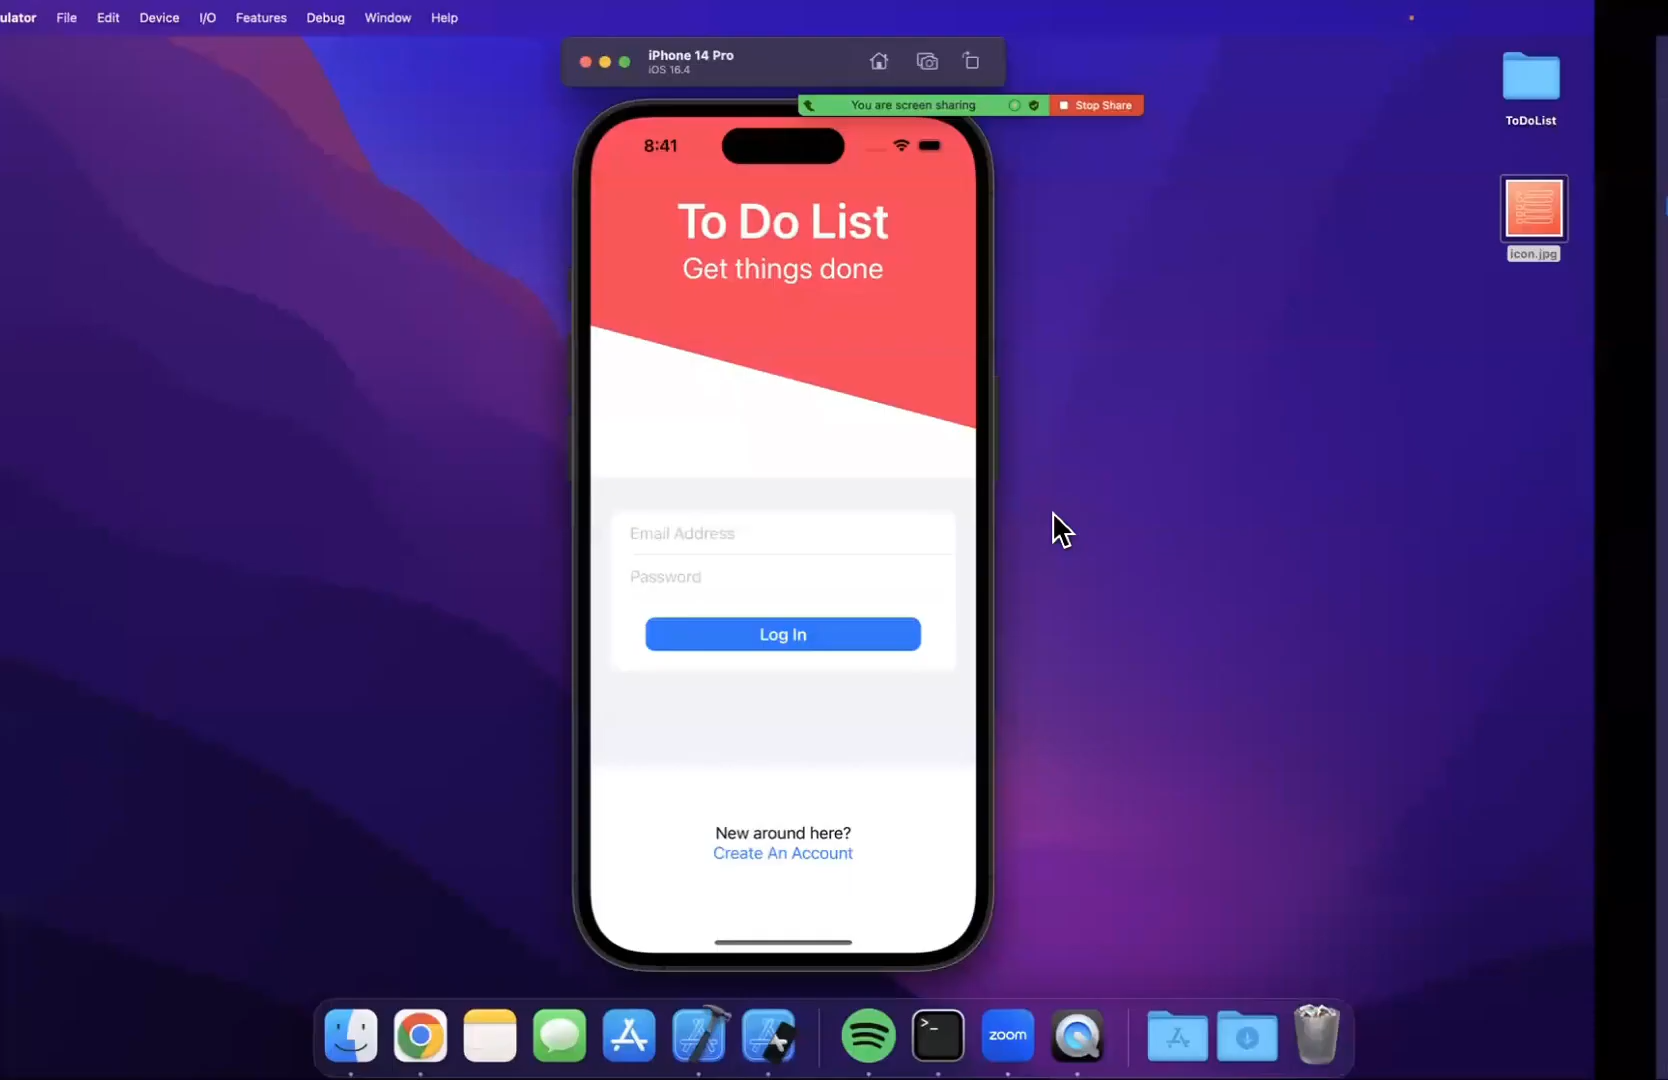 ulator File Edit Device I/O Features Debug Window Help
iPhone 14 Pro
iOS 16.4
You are screen sharing Stop Share
ToDoList
icon.jpg
8:41
To Do List
Get things done
Email Address
Password
Log In
New around here?
Create An Account
>_
zoom